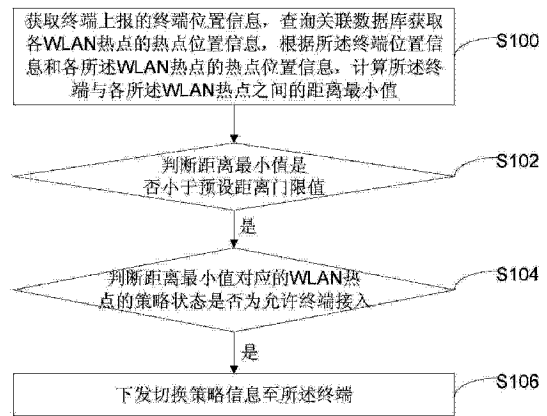 获取终端上报的终端位置信息，查询关联数据库获取
各WLAN热点的热点位置信息，根据所述终端位置信
息和各所述WLAN热点的热点位置信息，计算所述终
端与各所述WLAN热点之间的距离最小值
S100
判断距离最小值是
否小于预设距离门限值
S102
是
判断距离最小值对应的WLAN热
点的策略状态是否为允许终端接入
S104
是
下发切换策略信息至所述终端
S106